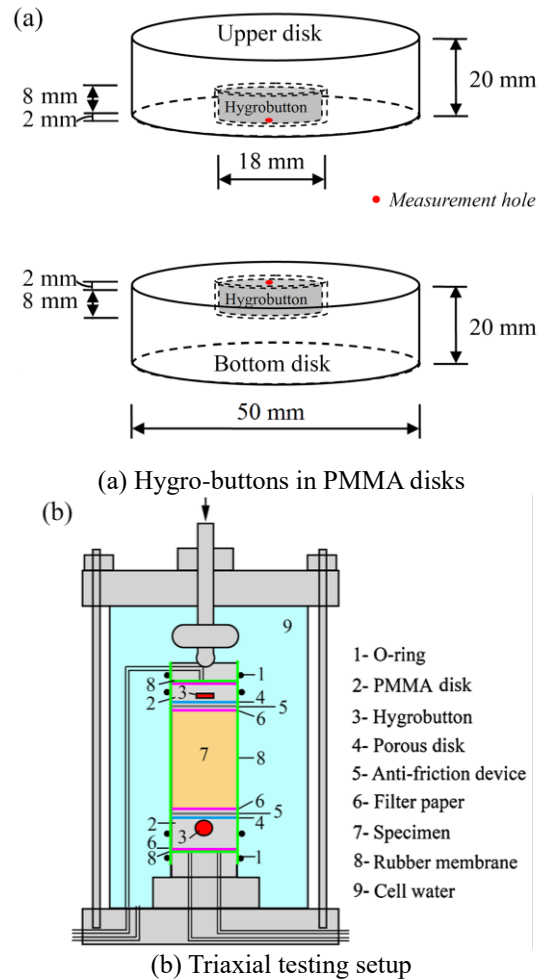 (a)
Upper disk
8 mm
2 mm
Hygrobutton
20 mm
18 mm
Measurement hole
2 mm
8 mm
Hygrobutton
20 mm
Bottom disk
50 mm
(a) Hygro-buttons in PMMA disks
(b)
9
1
8
3
2
4
5
6
7
8
6
2
5
4
3
6
8
1
1- O-ring
2- PMMA disk
3- Hygrobutton
4- Porous disk
5- Anti-friction device
6- Filter paper
7- Specimen
8- Rubber membrane
9- Cell water
(b) Triaxial testing setup